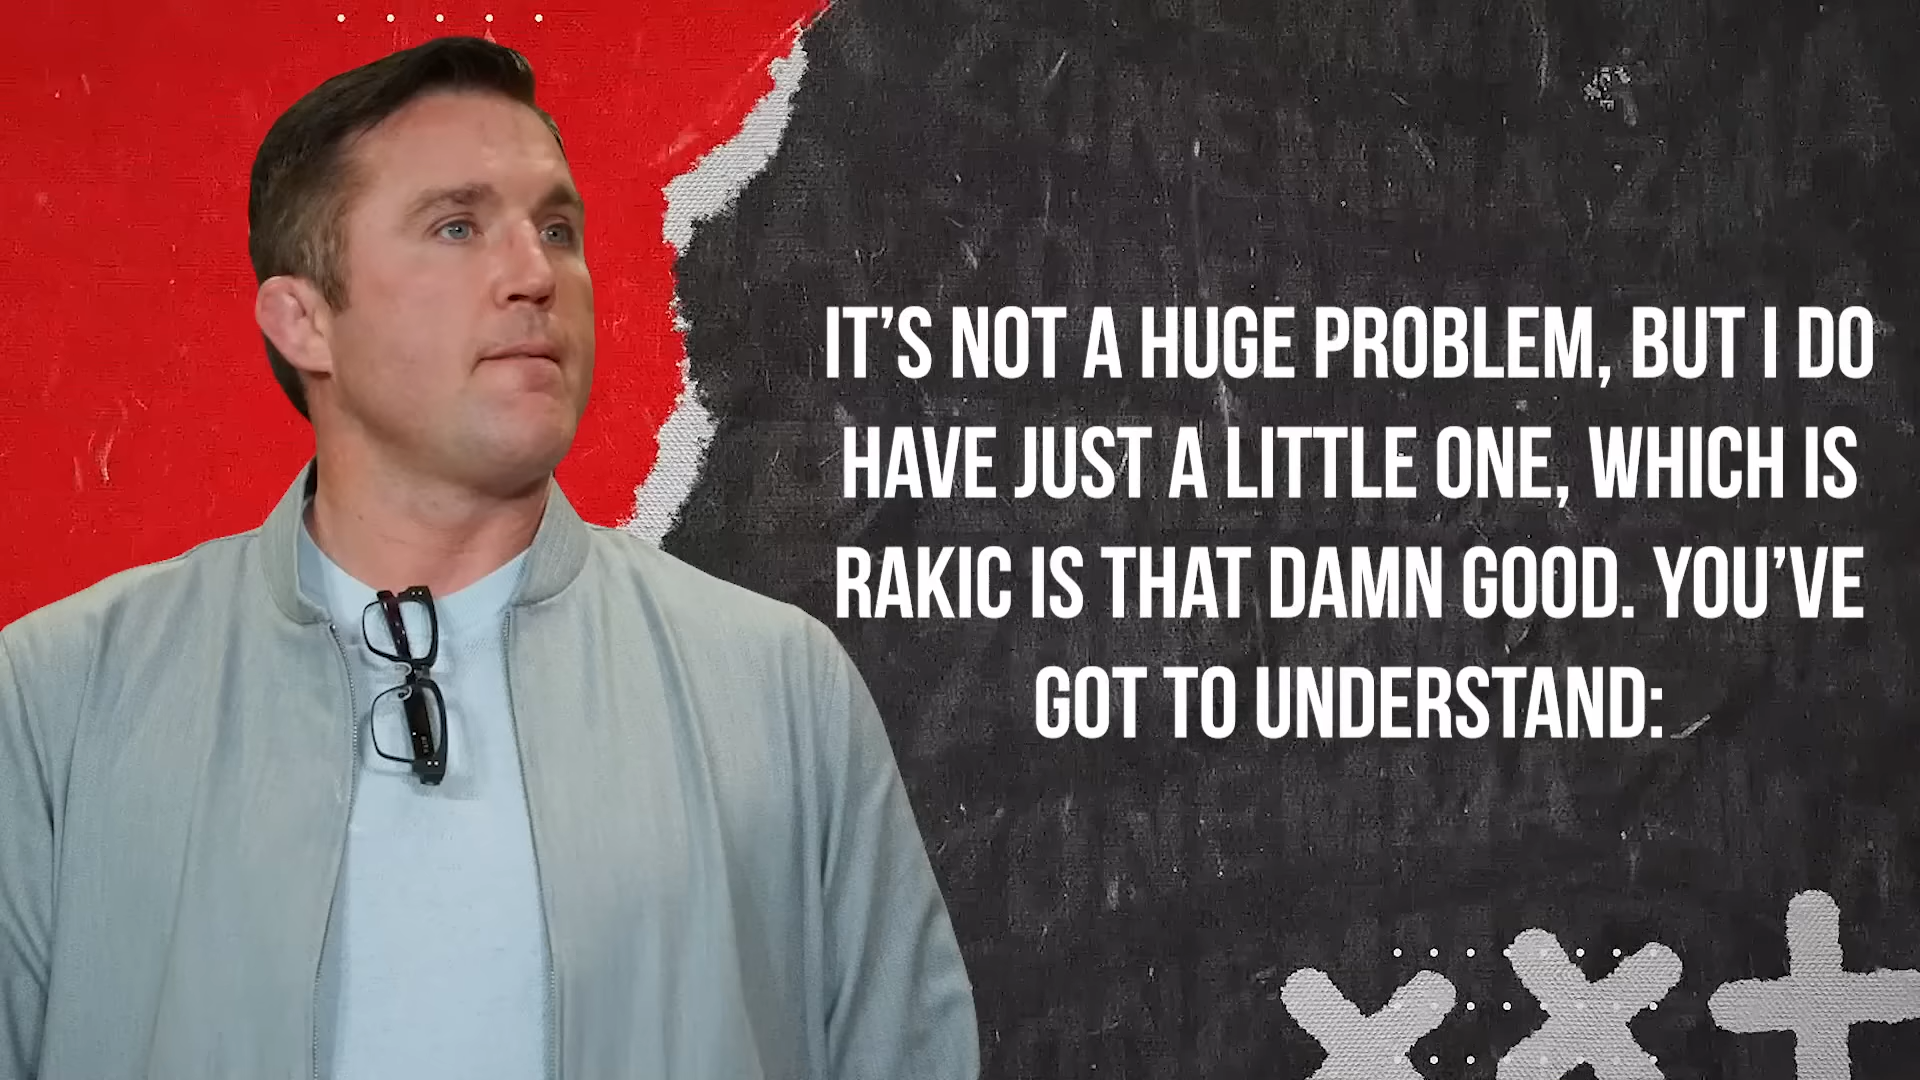 IT'S NOT A HUGE PROBLEM, BUT I DO
HAVE JUST A LITTLE ONE, WHICH IS
RAKIC IS THAT DAMN GOOD. YOU'VE
GOT TO UNDERSTAND: